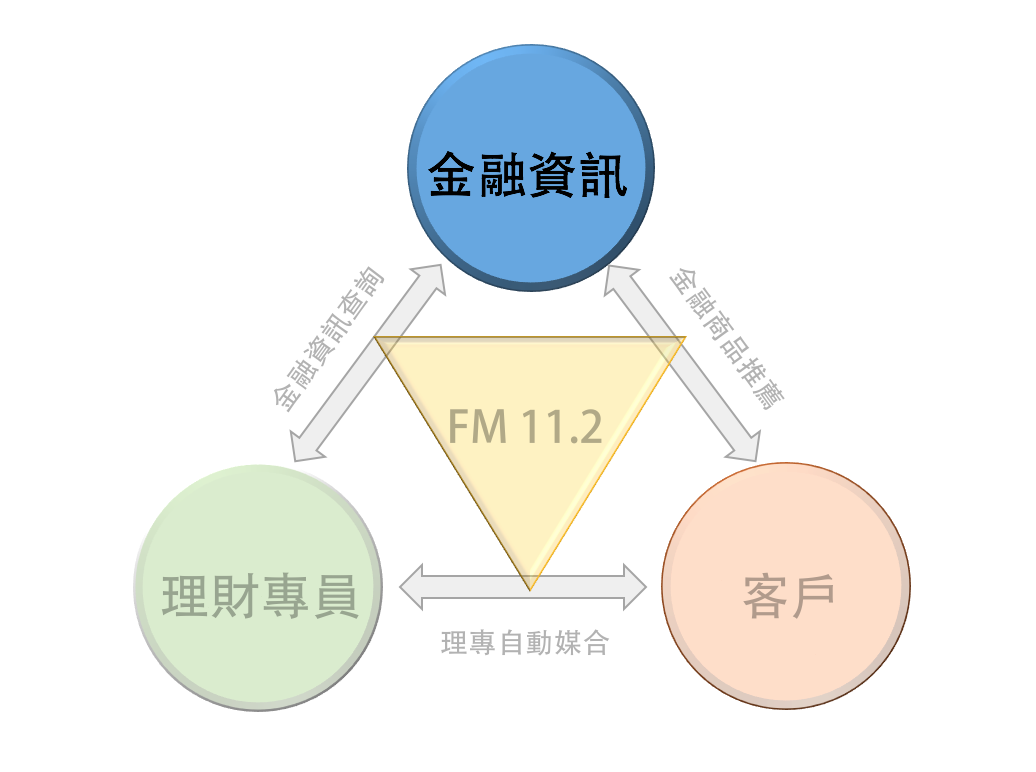 金融資訊
金融資訊查詢
金融商品推薦
FM 11.2
理財專員
客戶
理專自動媒合